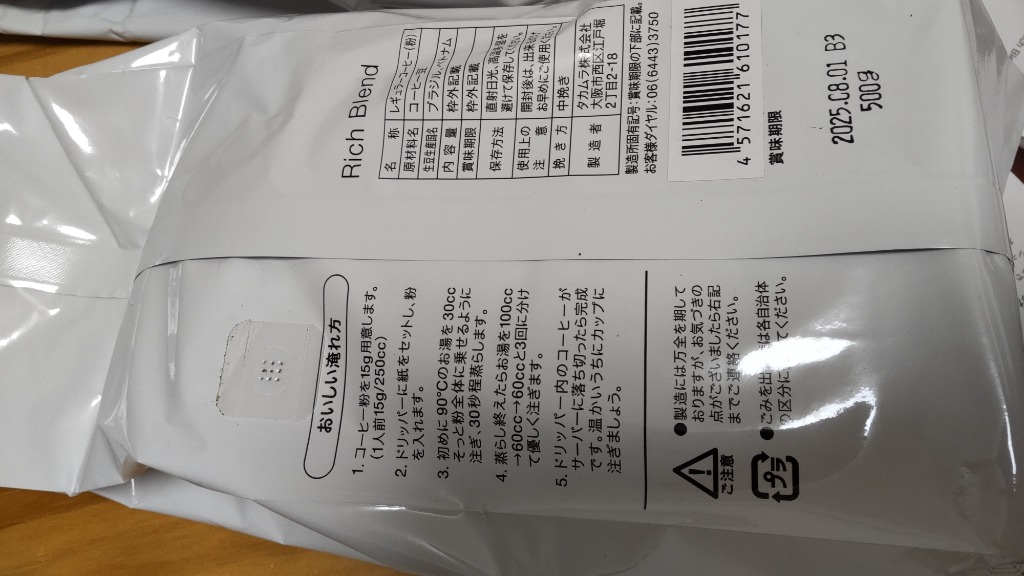 Rich Blend
名 称 レギュラーコーヒー(粉)
原材料名 コーヒー豆
生豆生産国名 ブラジル、ベトナム
内 容 量 枠外記載
賞味期限 枠外記載
保存方法 直射日光、高温多湿を
避けて保存してください。
使用上の 開封後は、出来るだけ
注 意 お早めにご使用ください。
挽き方 中挽き
製 造 者 タカムラ株式会社
大阪市西区江戸堀
2丁目2-18
製造所固有記号:賞味期限の下部に記載。
お客様ダイヤル:06(6443)3750
4 571621 610177
賞味期限
2025.08.01 B3
500g
おいしい淹れ方
1. コーヒー粉を15g用意します。
(1人前15g/250cc)
2. ドリッパーに紙をセットし、粉
を入れます。
3. 初めに90℃のお湯を30cc
そっと粉全体に乗せるように
注ぎ、30秒程蒸らします。
4. 蒸らし終えたらお湯を100cc
→60cc→60ccと3回に分け
て優しく注ぎます。
5. ドリッパー内のコーヒーが
サーバーに落ち切ったら完成
です。温かいうちにカップに
注ぎましょう。
ご注意
●製造には万全を期して
おりますが、お気づきの
点がございましたら右記
までご連絡ください。
プラ
●ごみを出す は各自治体
の区分に てください。